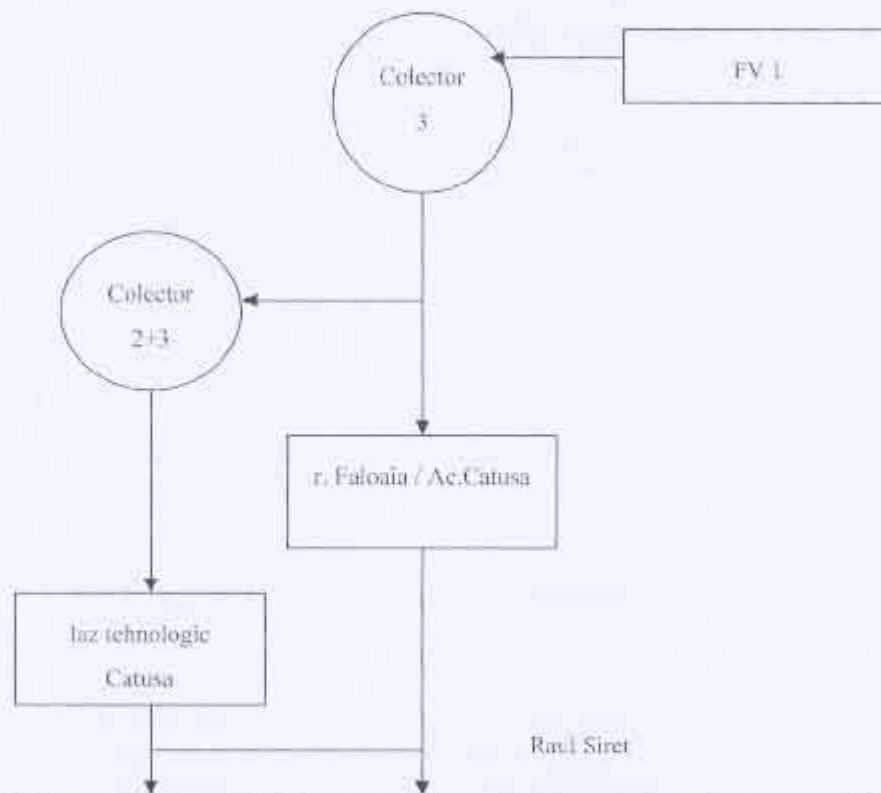 Colector
3
FV 1
Colector
2+3
r. Faloaia / Ac.Catusa
Iaz tehnologic
Catusa
Raul Siret